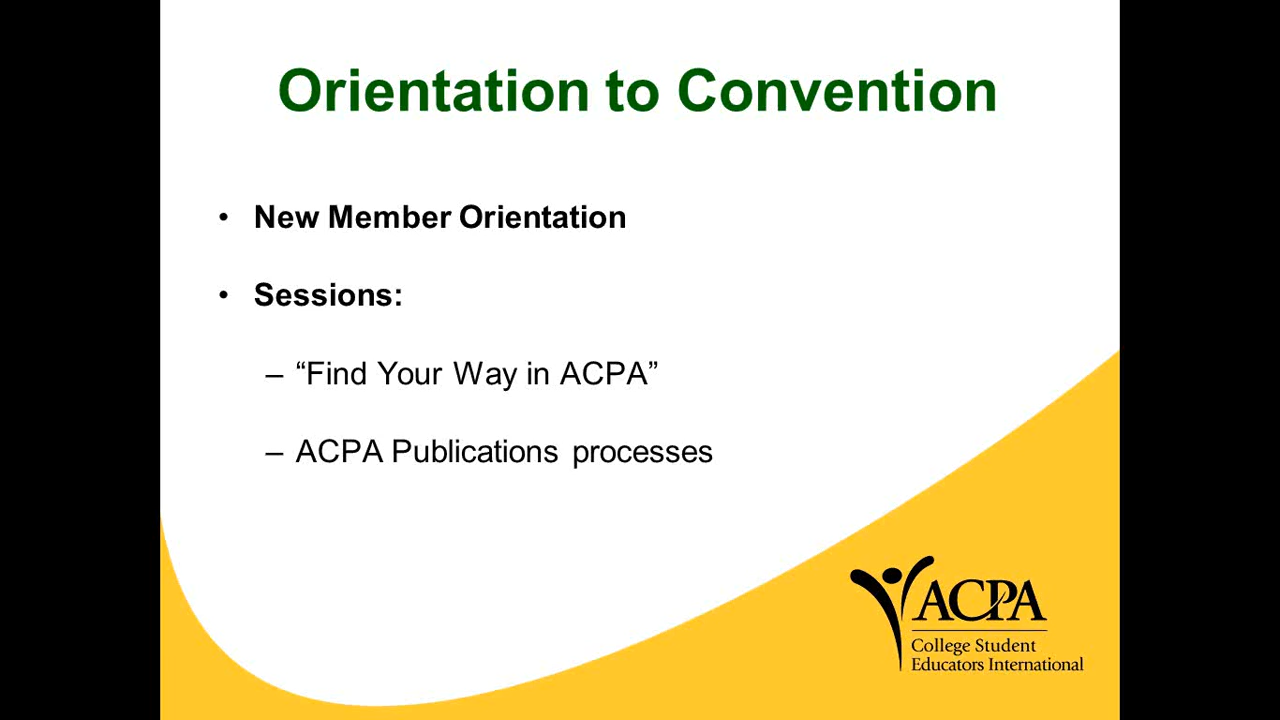 Orientation to Convention
• New Member Orientation
• Sessions:
– “Find Your Way in ACPA”
– ACPA Publications processes
ACPA
College Student
Educators International